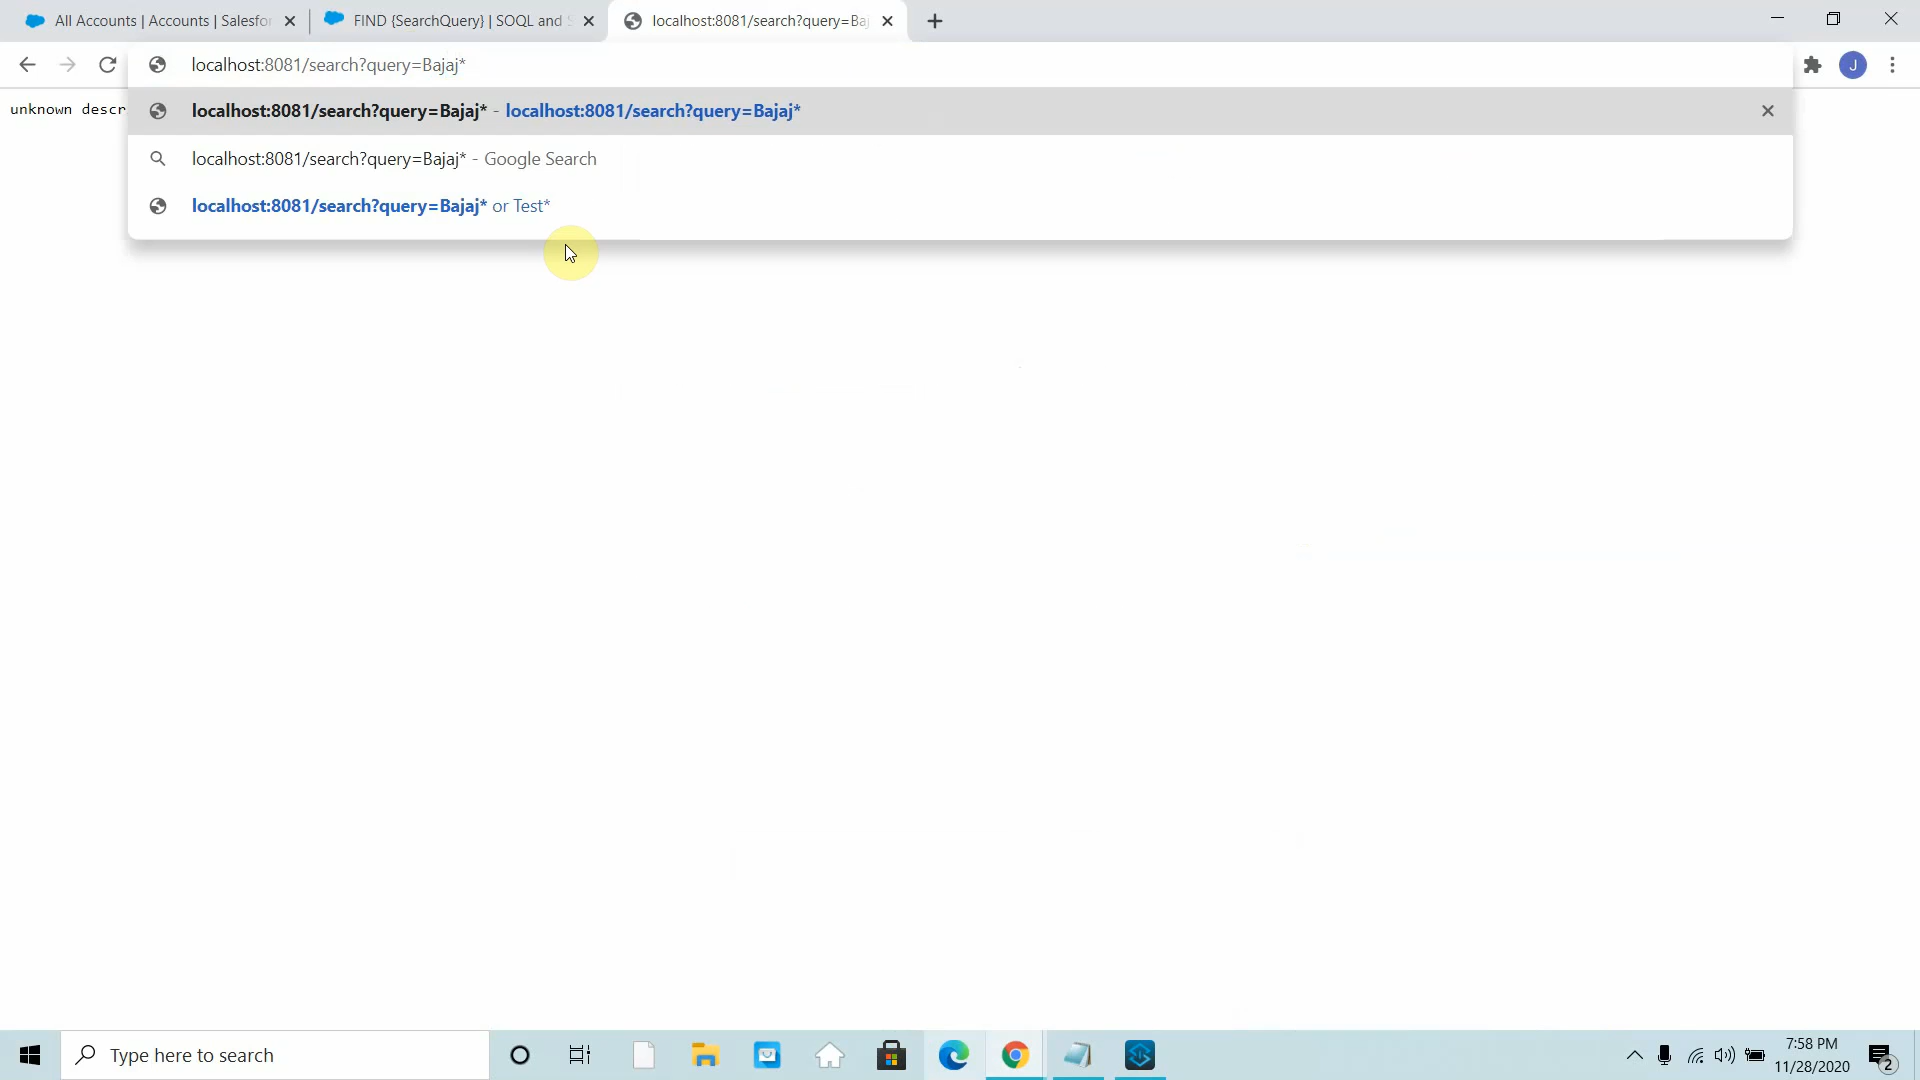 All Accounts | Accounts | Salesfor
FIND {SearchQuery} | SOQL and S
localhost:8081/search?query=Baj
localhost:8081/search?query=Bajaj*
J
unknown descr
localhost:8081/search?query=Bajaj* - localhost:8081/search?query=Bajaj*
localhost:8081/search?query=Bajaj* - Google Search
localhost:8081/search?query=Bajaj* or Test*
Type here to search
7:58 PM
11/28/2020
2